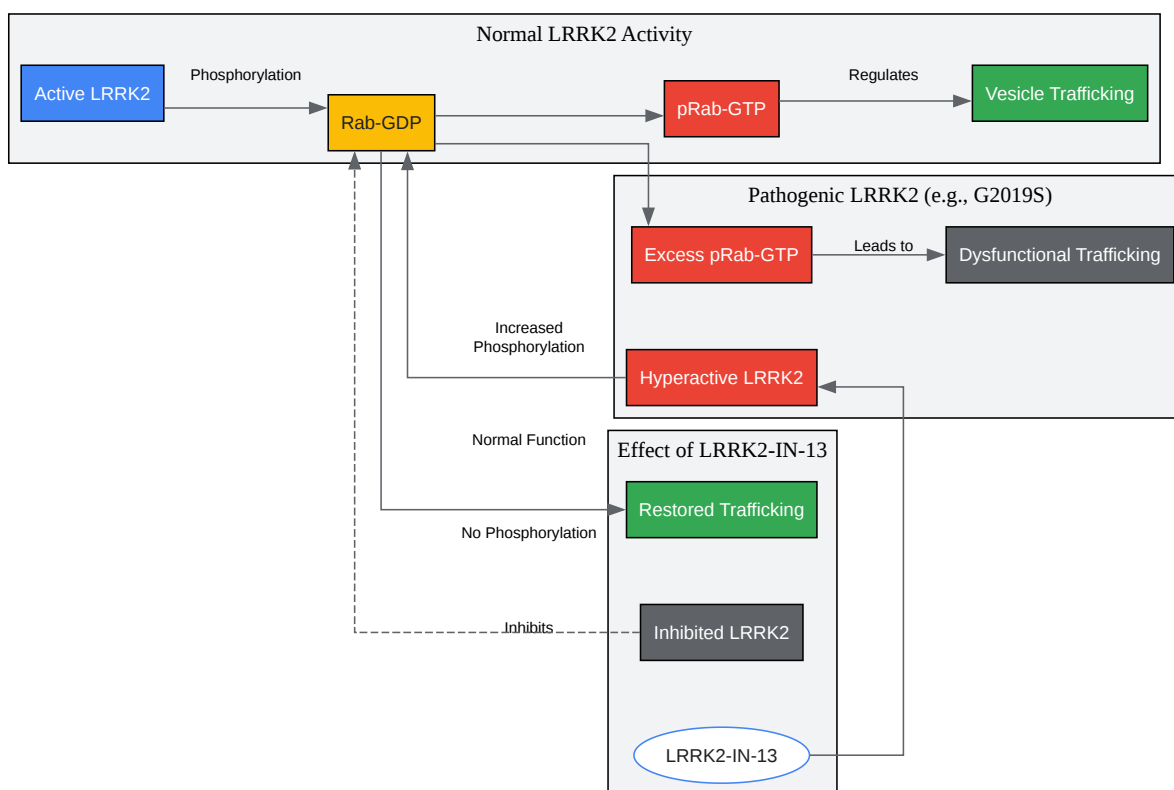 Normal LRRK2 Activity
Active LRRK2
Phosphorylation
Rab-GDP
pRab-GTP
Regulates
Vesicle Trafficking
Pathogenic LRRK2 (e.g., G2019S)
Excess pRab-GTP
Leads to
Dysfunctional Trafficking
Increased
Phosphorylation
Hyperactive LRRK2
Normal Function
Effect of LRRK2-IN-13
Restored Trafficking
No Phosphorylation
Inhibits
Inhibited LRRK2
LRRK2-IN-13